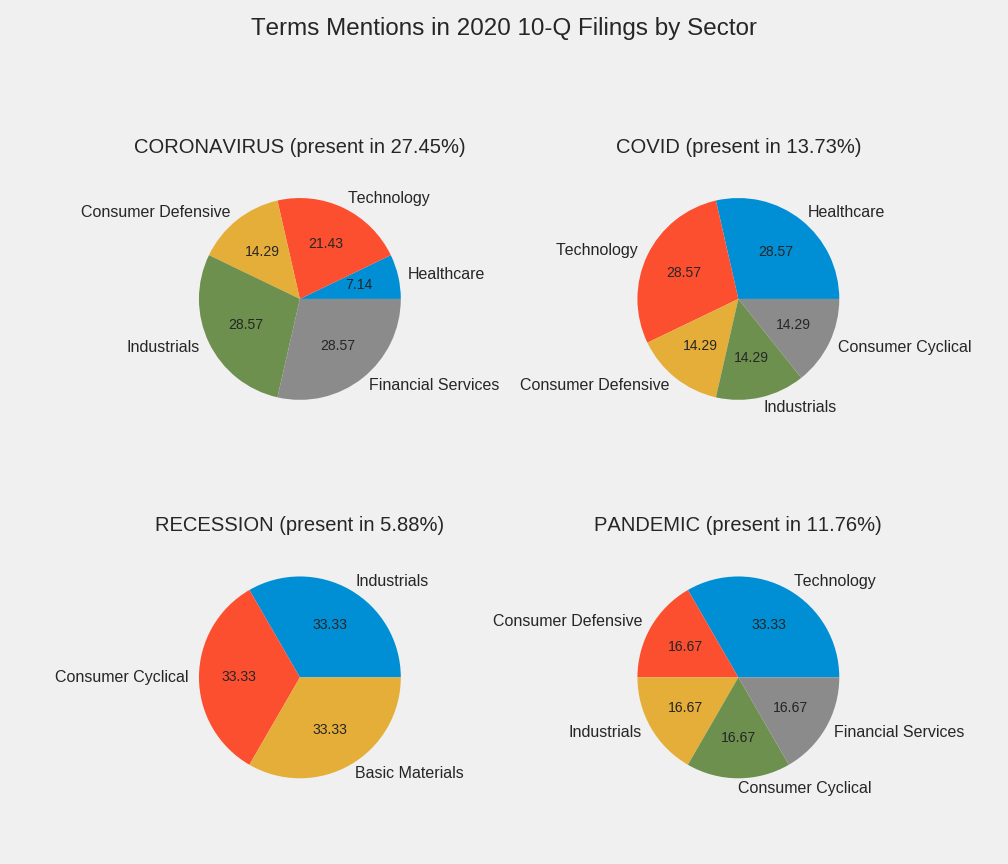 Terms Mentions in 2020 10-Q Filings by Sector
CORONAVIRUS (present in 27.45%)
Technology
Consumer Defensive
21.43
14.29
Healthcare
7.14
28.57
Industrials
28.57
Financial Services
COVID (present in 13.73%)
Healthcare
Technology
28.57
28.57
14.29
14.29
Consumer Cyclical
14.29
Consumer Defensive
Industrials
RECESSION (present in 5.88%)
Industrials
33.33
Consumer Cyclical
33.33
33.33
Basic Materials
PANDEMIC (present in 11.76%)
Technology
Consumer Defensive
33.33
16.67
16.67
16.67
Industrials
Financial Services
16.67
Consumer Cyclical